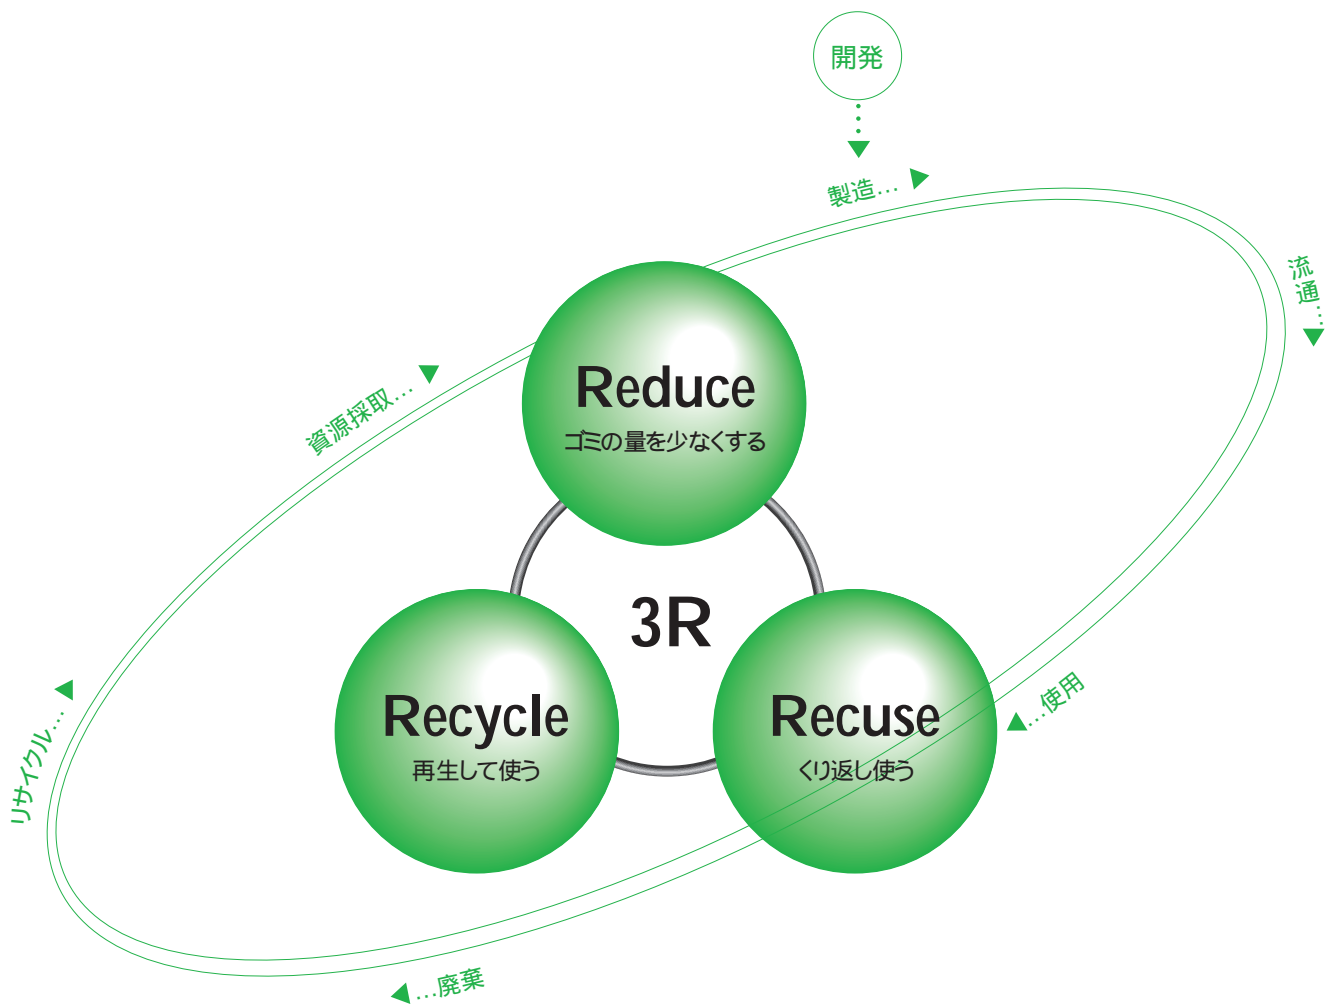 開発
製造…
流通…
資源採取…
Reduce
ゴミの量を少なくする
3R
Recycle
再生して使う
Recuse
くり返し使う
…使用
リサイクル…
…廃棄